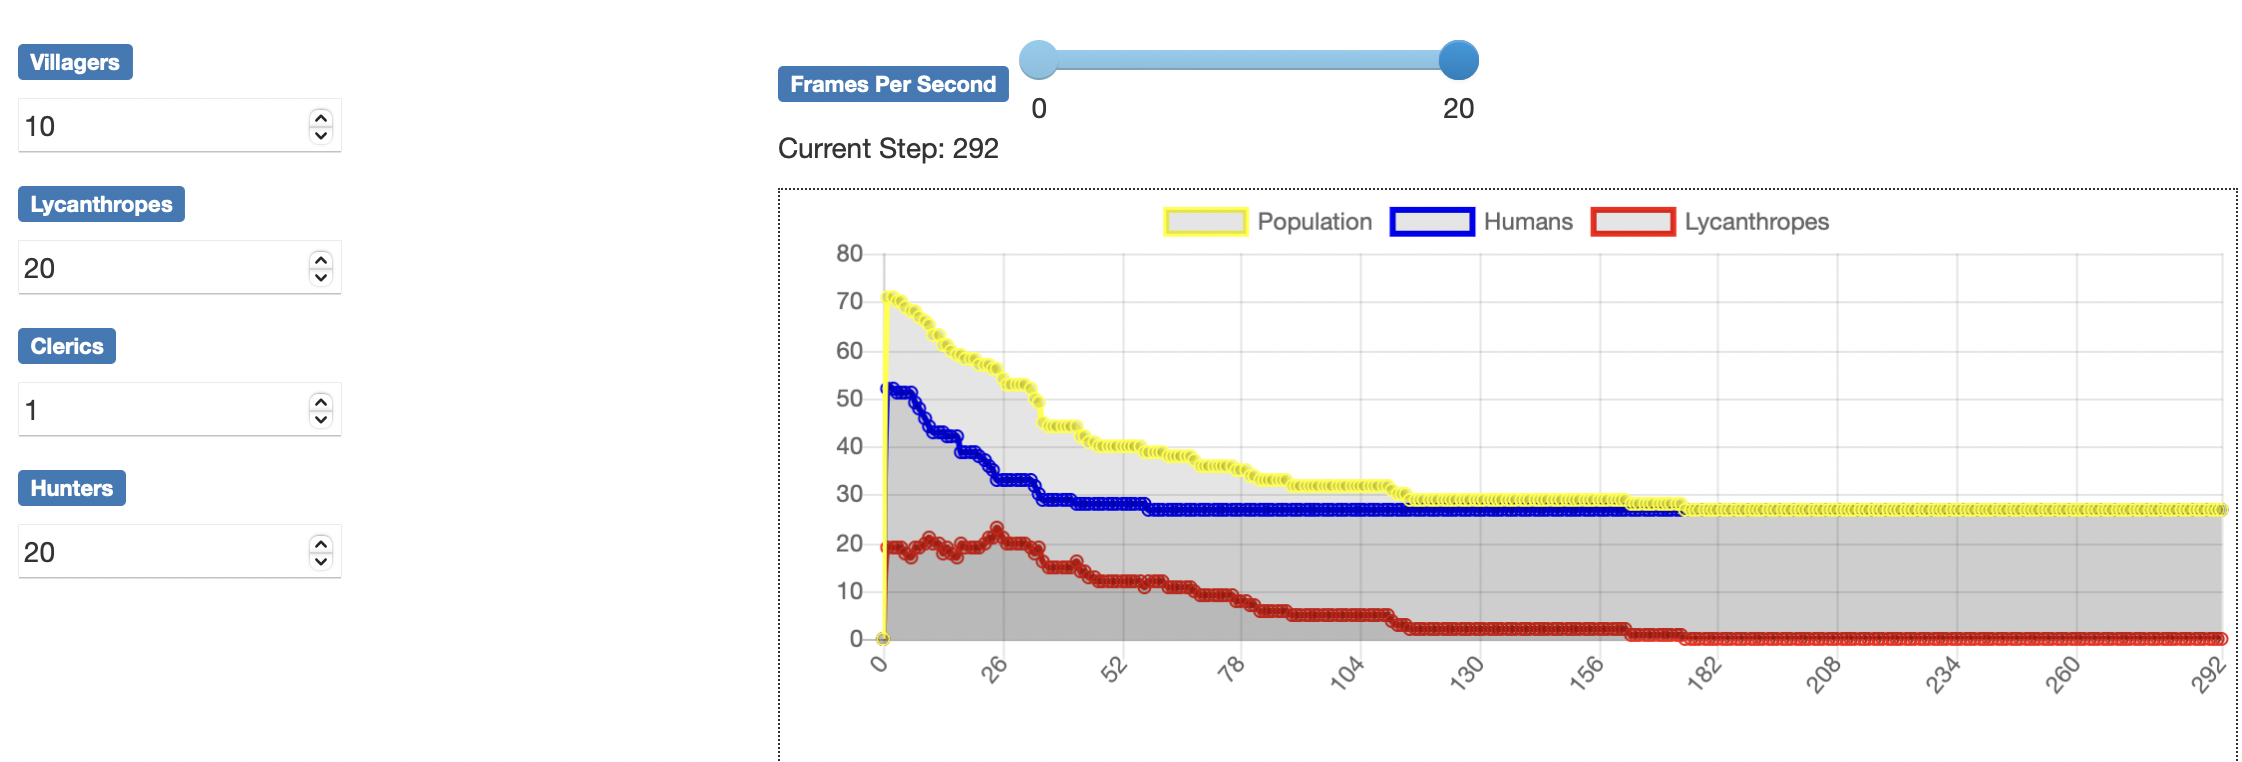 Villagers
10
Lycanthropes
20
Clerics
1
Hunters
20
Frames Per Second
0 20
Current Step: 292
Population Humans Lycanthropes
80
70
60
50
40
30
20
10
0
0 26 52 78 104 130 156 182 208 234 260 292